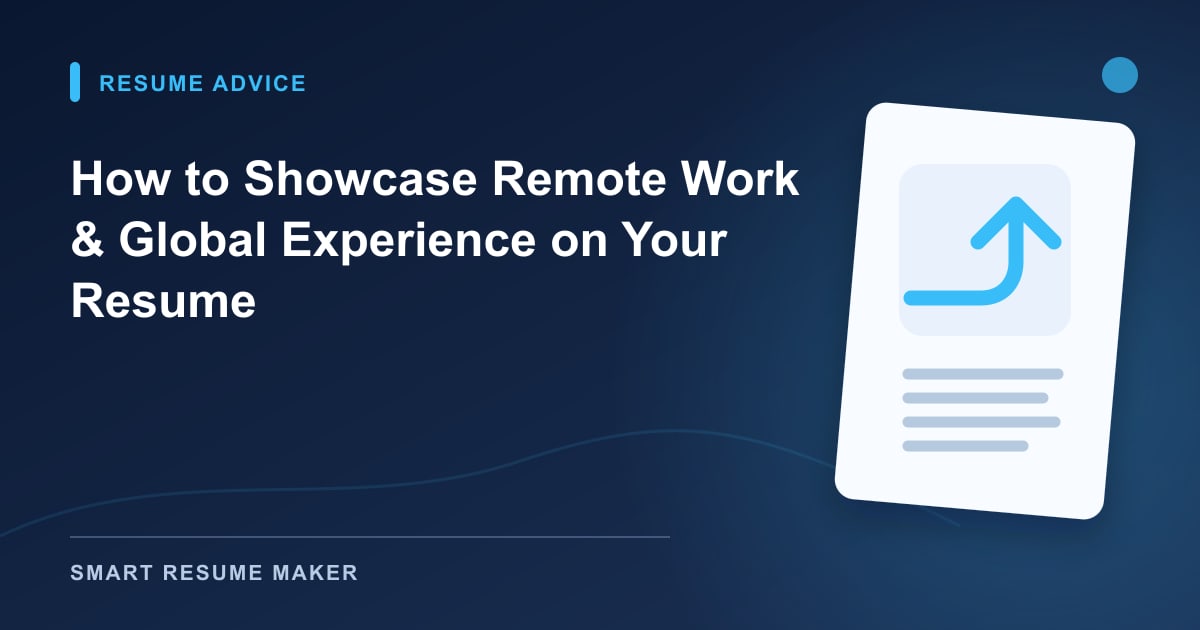 RESUME ADVICE
How to Showcase Remote Work
& Global Experience on Your
Resume
SMART RESUME MAKER